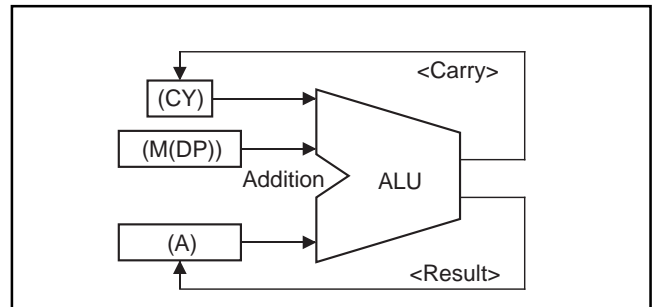 <Carry>
(CY)
(M(DP))
Addition
ALU
(A)
<Result>